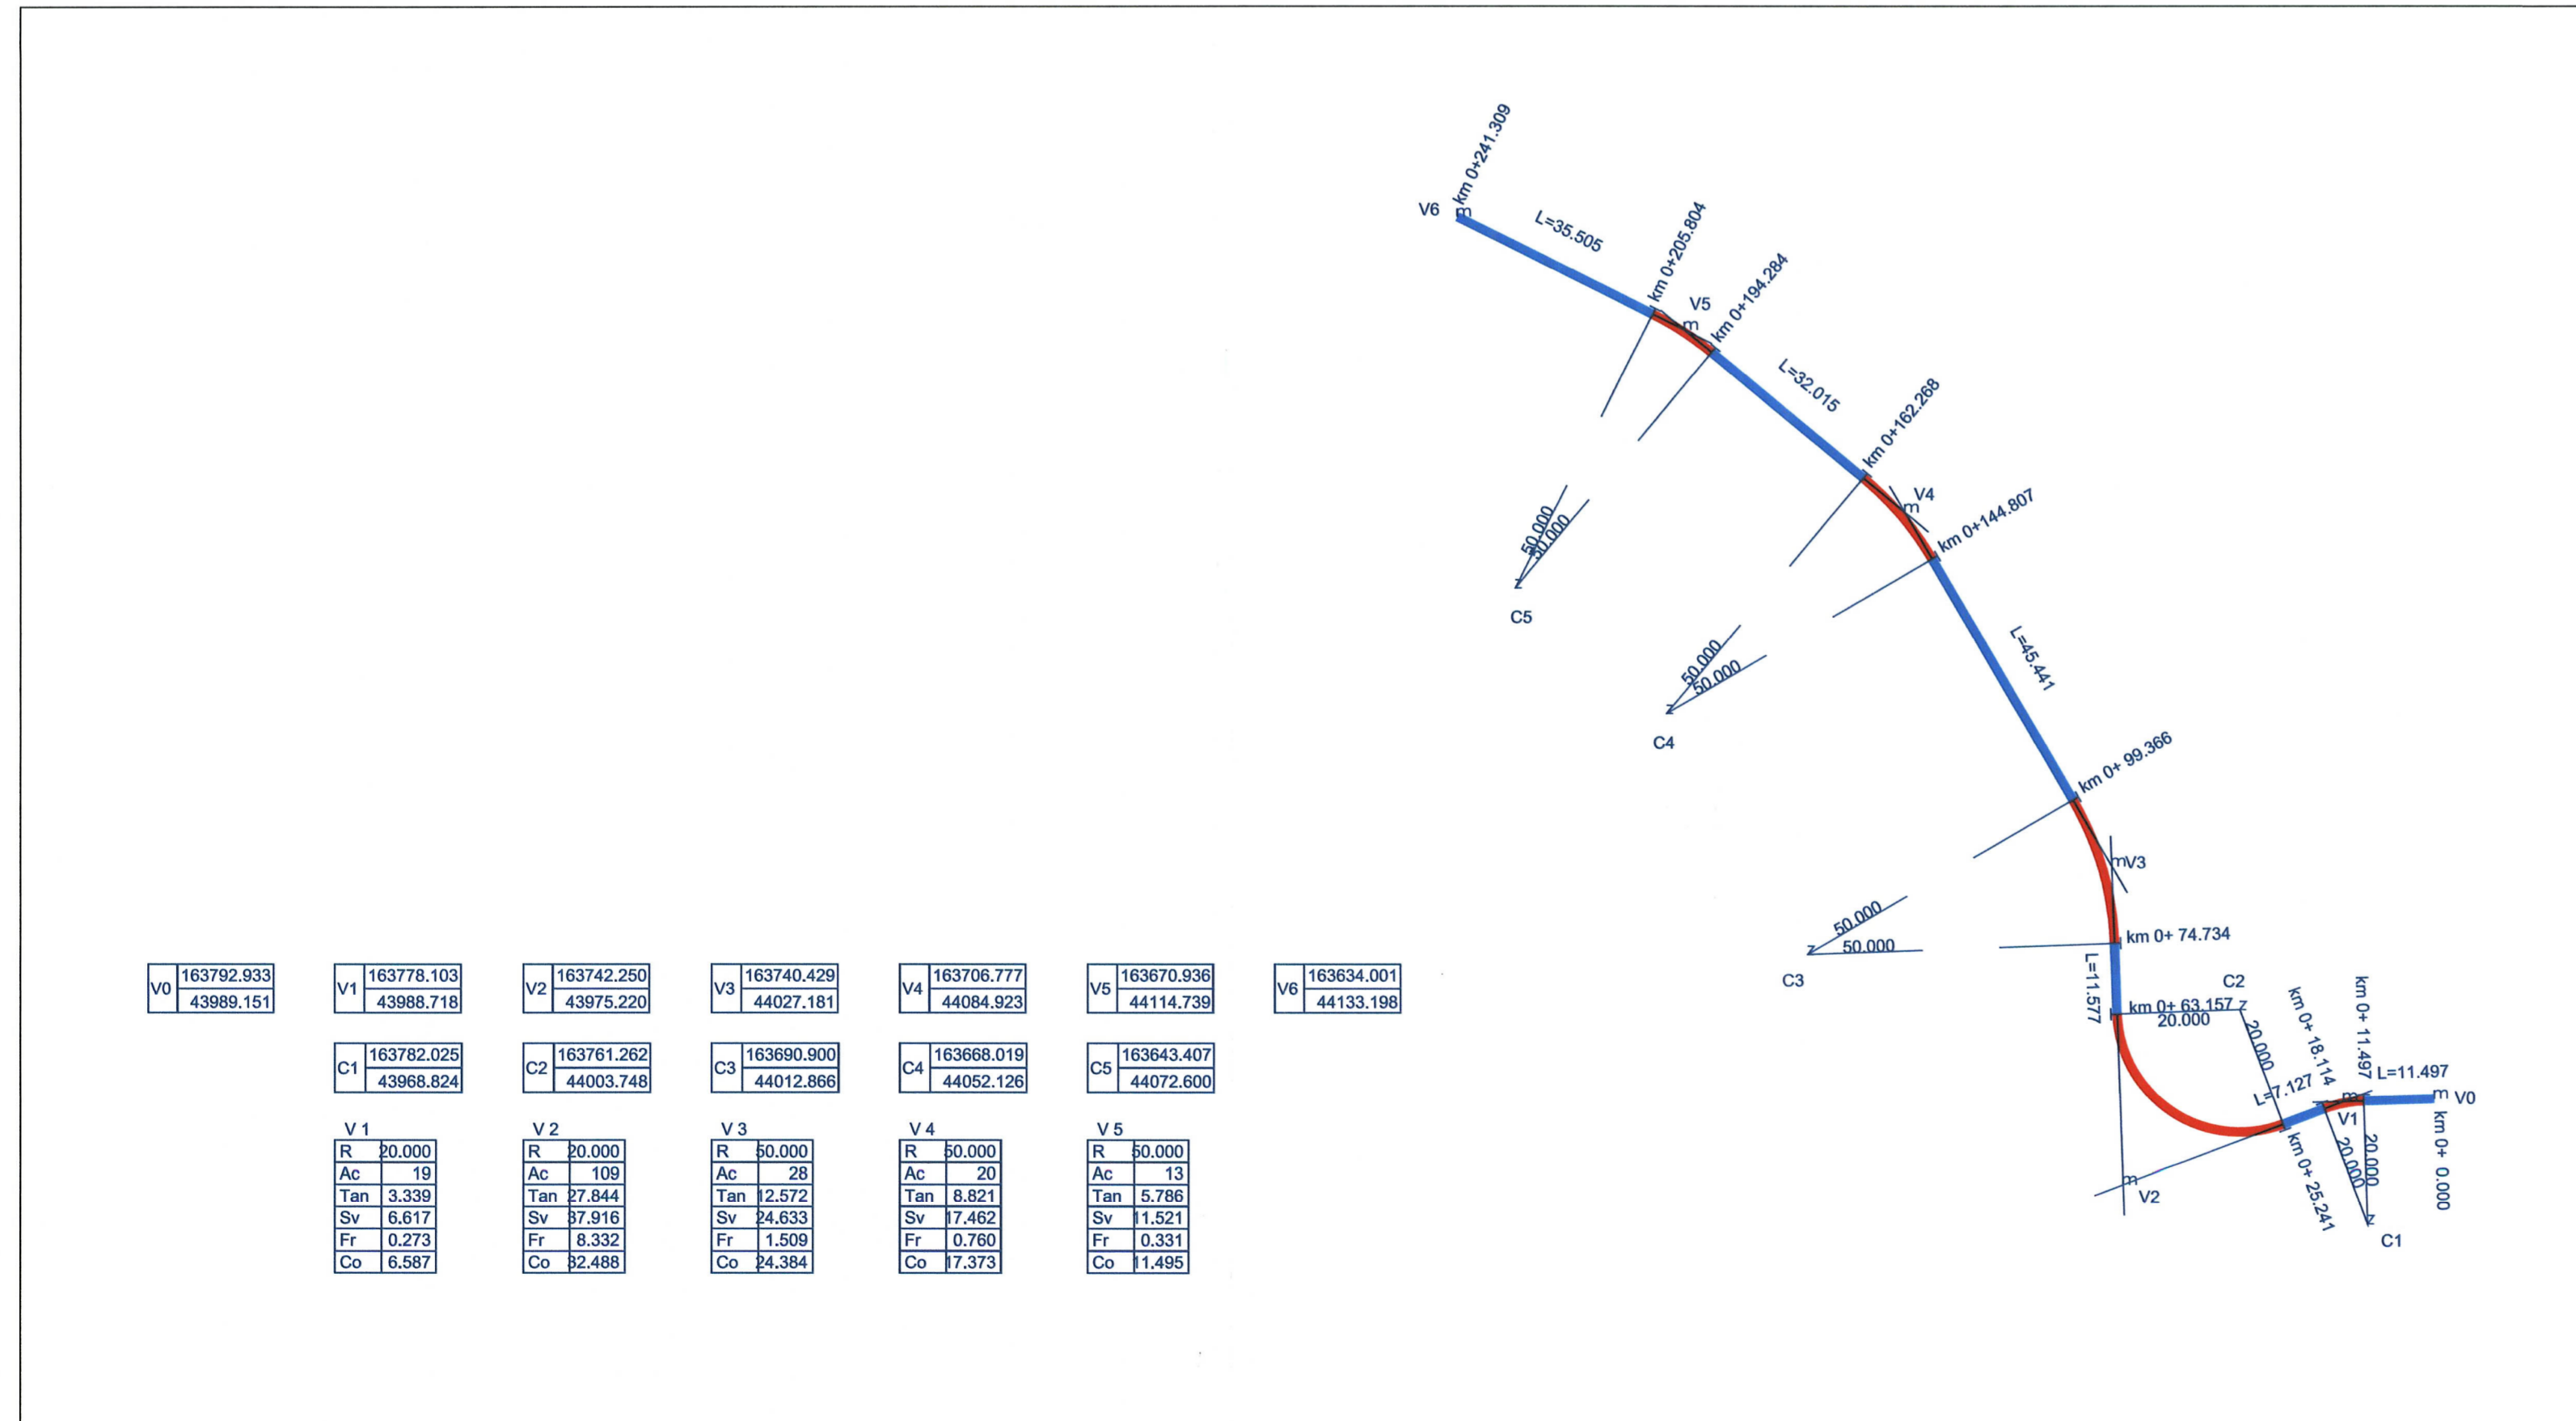 km 0+241.309
V6
m
L=35.505
km 0+205.804
V5
m
km 0+194.284
L=32.015
km 0+162.268
V4
m
km 0+144.807
50.000
50.000
z
C5
L=45.441
50.000
50.000
z
C4
km 0+ 99.366
mV3
50.000
50.000
z
C3
km 0+ 74.734
L=11.577
C2
km 0+ 63.157 z
20.000
20.000
km 0+ 18.114
km 0+ 11.497
L=11.497
L=7.127
m
V1
m V0
km 0+ 0.000
20.000
20.000
z
C1
km 0+ 25.241
m
V2
V0 163792.933
43989.151
V1 163778.103
43988.718
V2 163742.250
43975.220
V3 163740.429
44027.181
V4 163706.777
44084.923
V5 163670.936
44114.739
V6 163634.001
44133.198
C1 163782.025
43968.824
C2 163761.262
44003.748
C3 163690.900
44012.866
C4 163668.019
44052.126
C5 163643.407
44072.600
V 1
R 20.000
Ac 19
Tan 3.339
Sv 6.617
Fr 0.273
Co 6.587
V 2
R 20.000
Ac 109
Tan 27.844
Sv 37.916
Fr 8.332
Co 32.488
V 3
R 50.000
Ac 28
Tan 12.572
Sv 24.633
Fr 1.509
Co 24.384
V 4
R 50.000
Ac 20
Tan 8.821
Sv 17.462
Fr 0.760
Co 17.373
V 5
R 50.000
Ac 13
Tan 5.786
Sv 11.521
Fr 0.331
Co 11.495